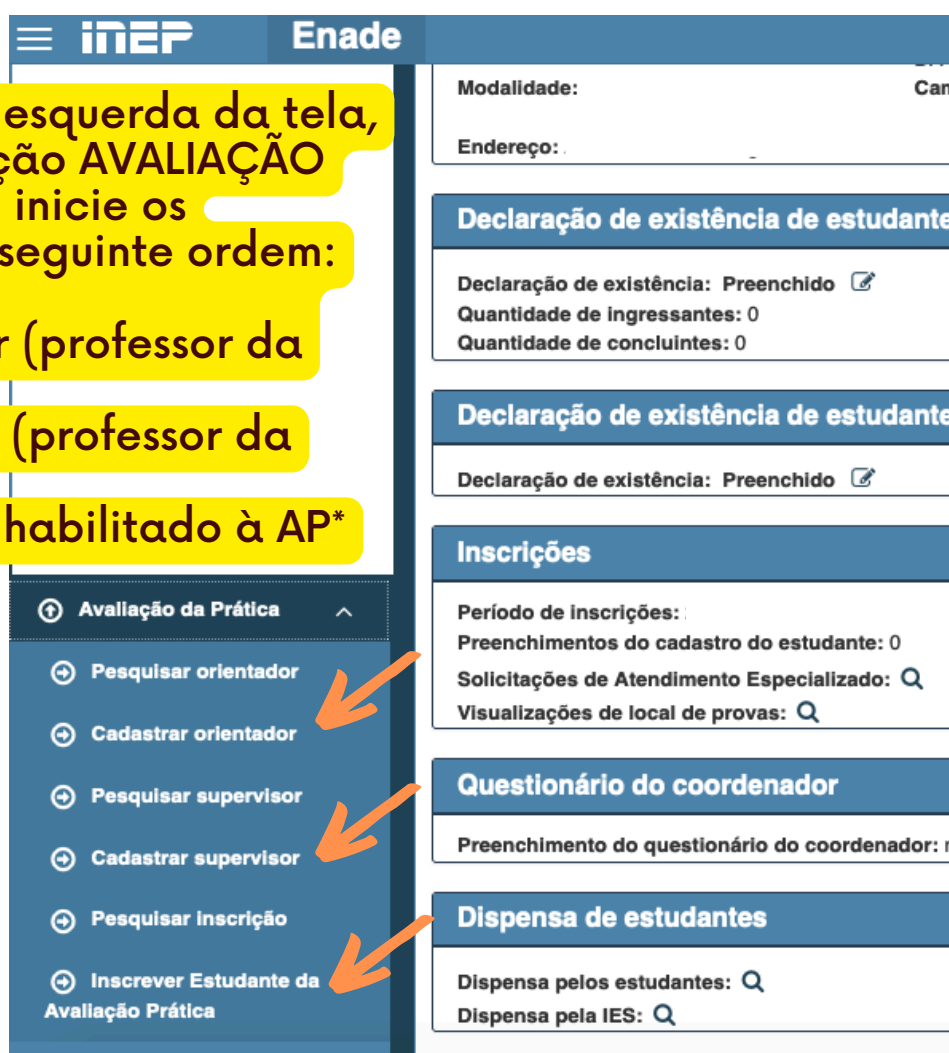 inep Enade
Modalidade:
Endereço:
esquerda da tela,
AVALIAÇÃO
inicie os
seguinte ordem:
(professor da
(professor da
habilitado à AP*
Avaliação da Prática
Pesquisar orientador
Cadastrar orientador
Pesquisar supervisor
Cadastrar supervisor
Pesquisar inscrição
Inscrever Estudante da
Avaliação Prática
Declaração de existência de estudante
Declaração de existência: Preenchido
Quantidade de ingressantes: 0
Quantidade de concluintes: 0
Declaração de existência de estudante
Declaração de existência: Preenchido
Inscrições
Período de inscrições:
Preenchimentos do cadastro do estudante: 0
Solicitações de Atendimento Especializado:
Visualizações de local de provas:
Questionário do coordenador
Preenchimento do questionário do coordenador:
Dispensa de estudantes
Dispensa pelos estudantes:
Dispensa pela IES: